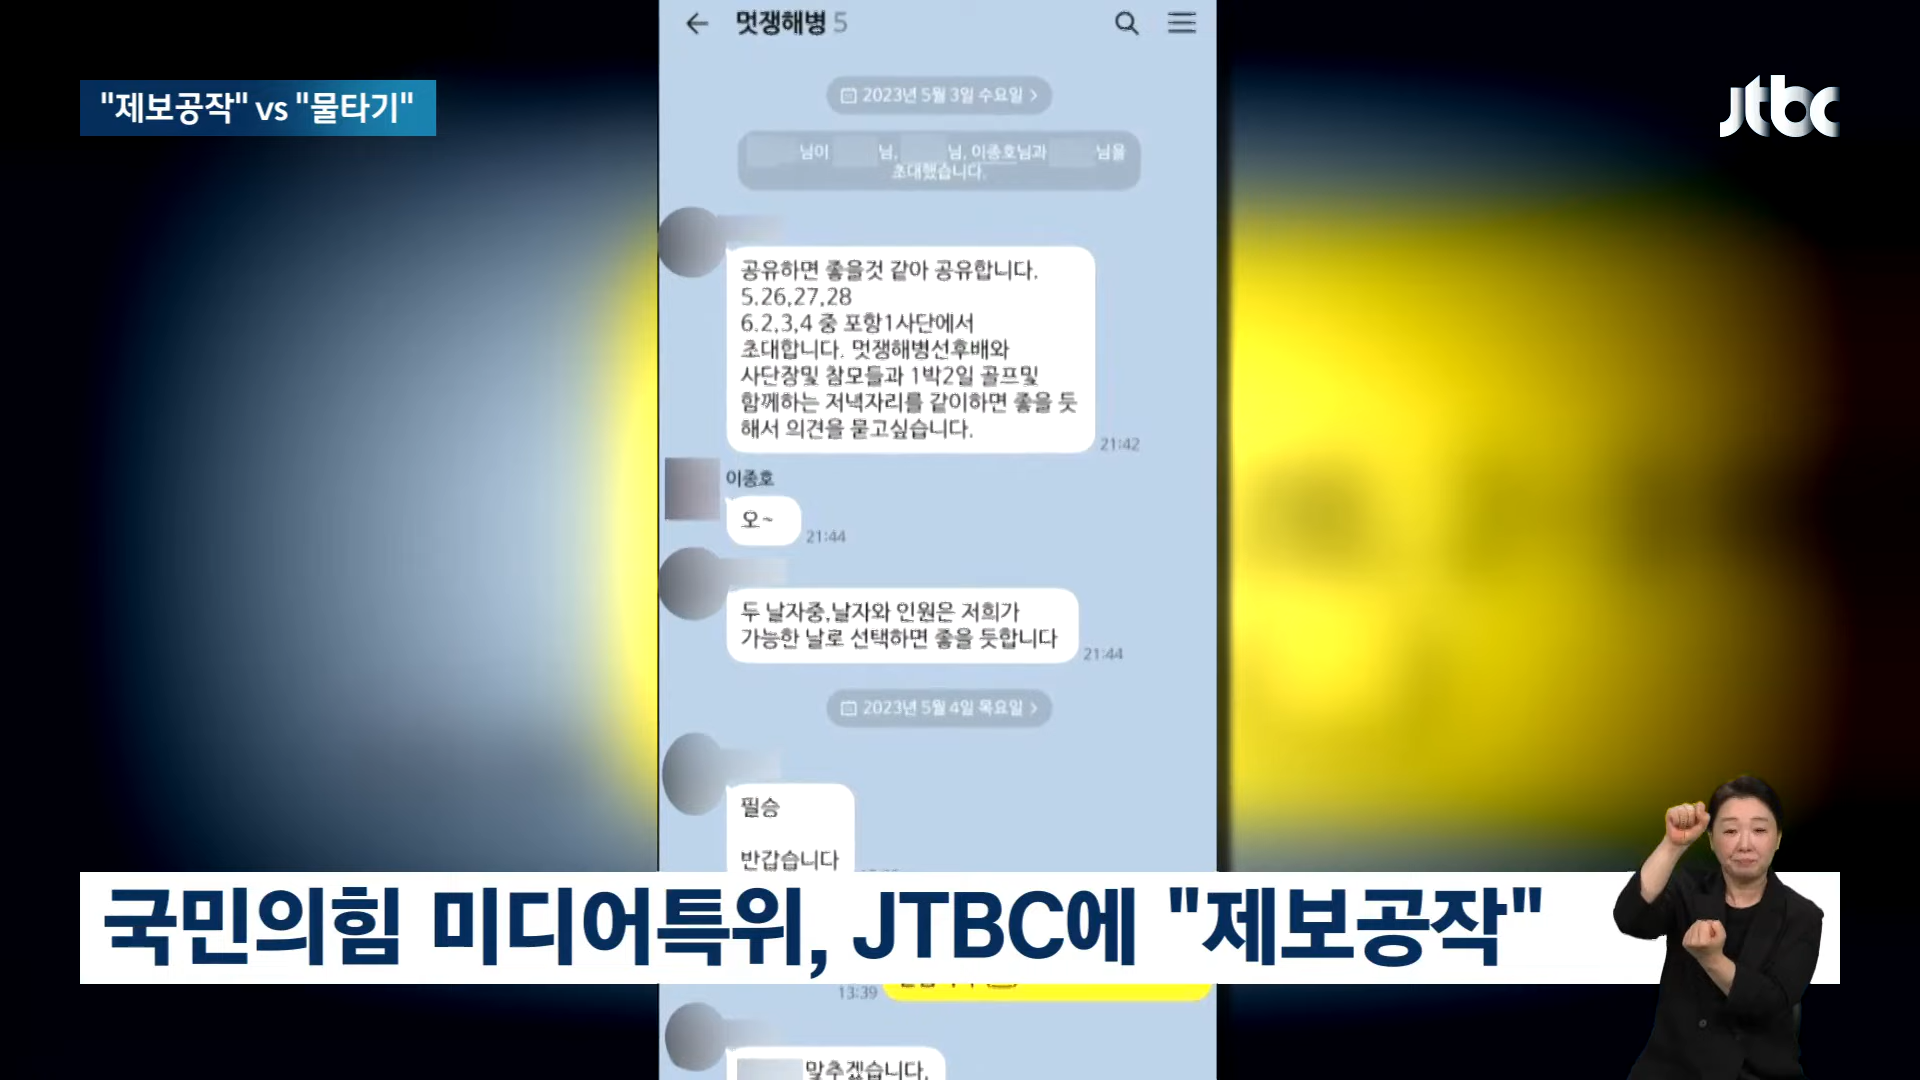 멋쟁해병 5
"제보공작" vs "물타기"
jtbc
2023년 5월 3일 수요일 >
님이 님, 님, 이종호님과 님을
초대했습니다.
공유하면 좋을것 같아 공유합니다.
5.26,27,28
6.2,3,4 중 포항1사단에서
초대합니다. 멋쟁해병선후배와
사단장및 참모들과 1박2일 골프및
함께하는 저녁자리를 같이하면 좋을 듯
해서 의견을 묻고싶습니다.
21:42
이종호
오~
21:44
두 날자중,날자와 인원은 저희가
가능한 날로 선택하면 좋을 듯합니다
21:44
2023년 5월 4일 목요일 >
필승
반갑습니다
국민의힘 미디어특위, JTBC에 "제보공작"
13:39
맞추겠습니다.